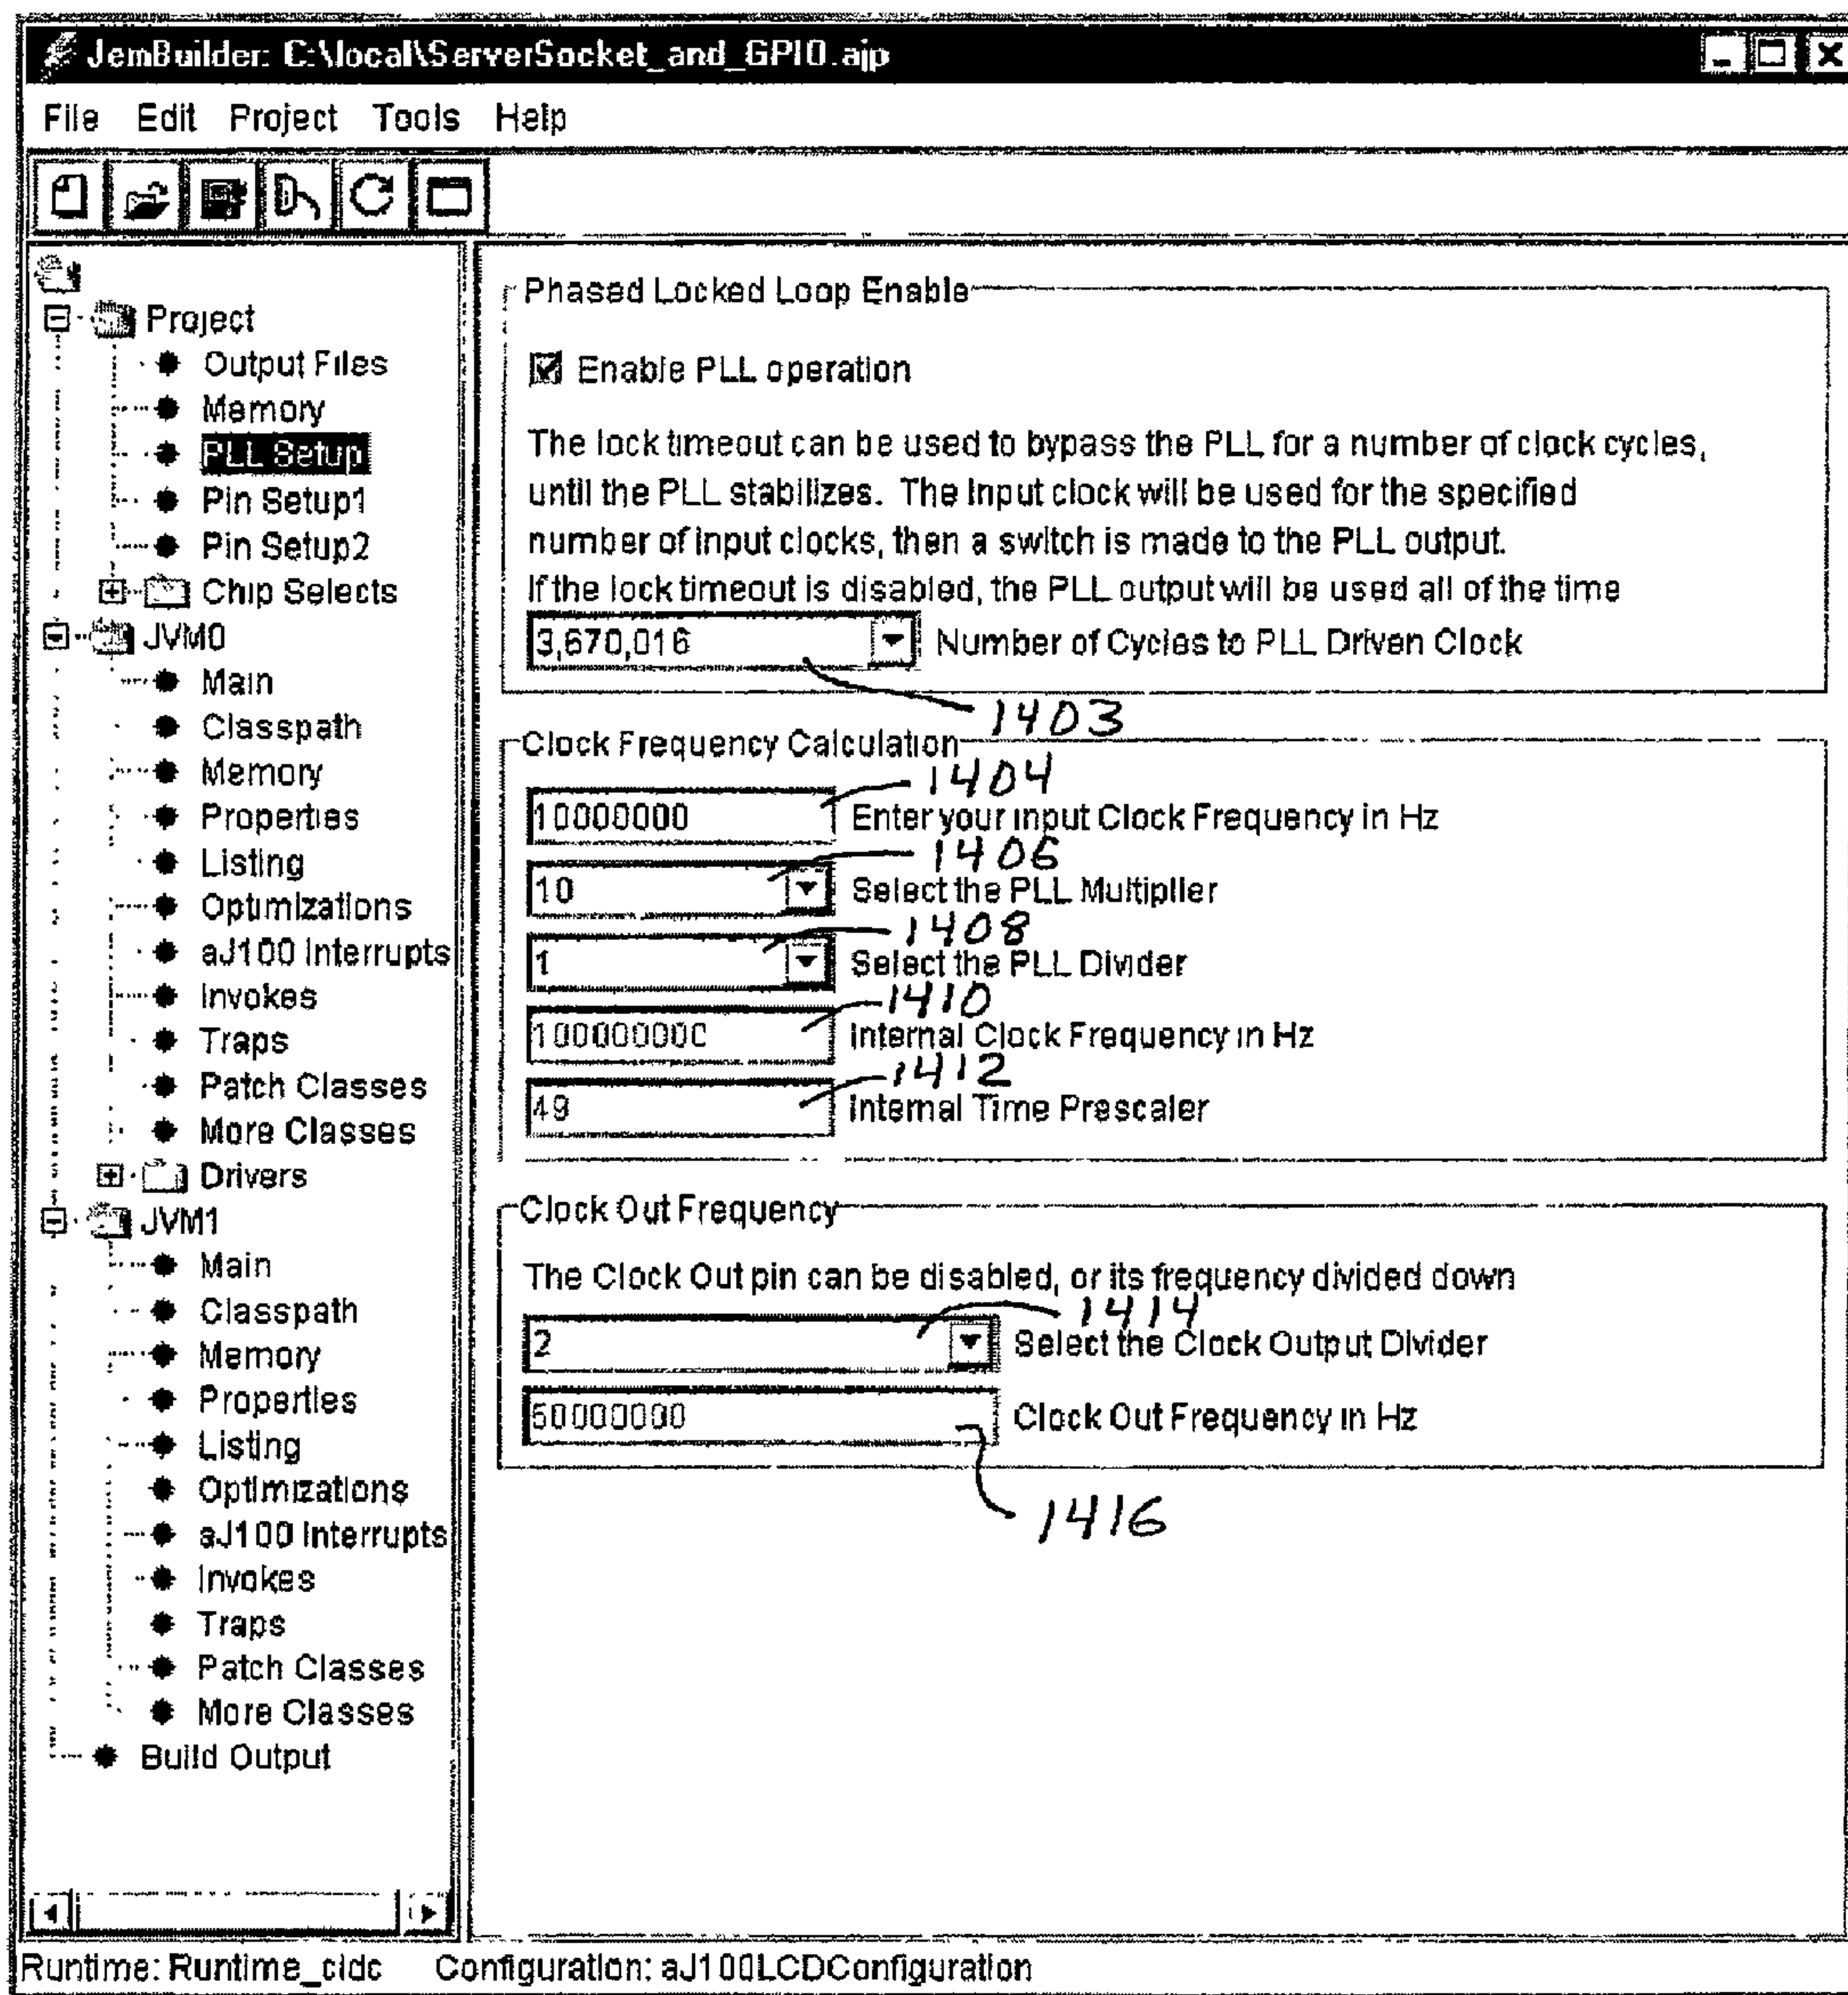 JemBuilder: C:\local\ServerSocket_and_GPIO.ajp
File Edit Project Tools Help
Project
Output Files
Memory
PLL Setup
Pin Setup1
Pin Setup2
Chip Selects
JVM0
Main
Classpath
Memory
Properties
Listing
Optimizations
aJ100 Interrupts
Invokes
Traps
Patch Classes
More Classes
Drivers
JVM1
Main
Classpath
Memory
Properties
Listing
Optimizations
aJ100 Interrupts
Invokes
Traps
Patch Classes
More Classes
Build Output
Phased Locked Loop Enable
Enable PLL operation
The lock timeout can be used to bypass the PLL for a number of clock cycles,
until the PLL stabilizes. The Input clock will be used for the specified
number of input clocks, then a switch is made to the PLL output.
If the lock timeout is disabled, the PLL output will be used all of the time
3,670,016 Number of Cycles to PLL Driven Clock
1403
Clock Frequency Calculation
1404
10000000 Enter your input Clock Frequency in Hz
1406
10 Select the PLL Multiplier
1408
1 Select the PLL Divider
1410
100000000 Internal Clock Frequency in Hz
1412
49 Internal Time Prescaler
Clock Out Frequency
The Clock Out pin can be disabled, or its frequency divided down
1414
2 Select the Clock Output Divider
50000000 Clock Out Frequency in Hz
1416
Runtime: Runtime_cldc Configuration: aJ100LCDConfiguration